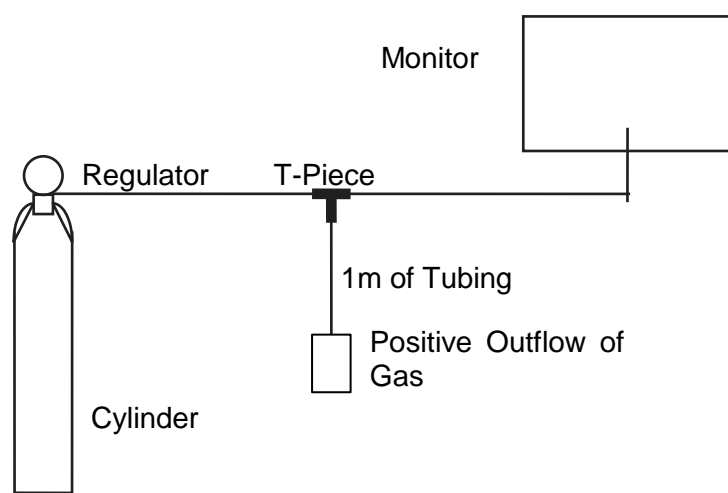 Monitor
Regulator
T-Piece
1m of Tubing
Positive Outflow of
Gas
Cylinder